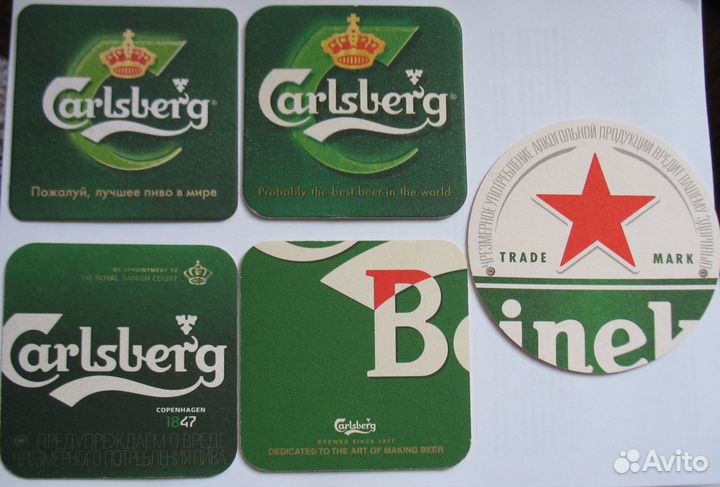 Carlsberg®
Пожалуй, лучшее пиво в мире
Carlsberg®
Probably the best beer in the world
BY APPOINTMENT TO
THE ROYAL DANISH COURT
Carlsberg
COPENHAGEN
1847
ПРЕДУПРЕЖДАЕМ О ВРЕДЕ
ЧРЕЗМЕРНОГО ПОТРЕБЛЕНИЯ ПИВА
B
Carlsberg
BREWED SINCE 1847
DEDICATED TO THE ART OF MAKING BEER
ЧРЕЗМЕРНОЕ УПОТРЕБЛЕНИЕ АЛКОГОЛЬНОЙ ПРОДУКЦИИ ВРЕДИТ ВАШЕМУ ЗДОРОВЬЮ
TRADE MARK
einek
Avito